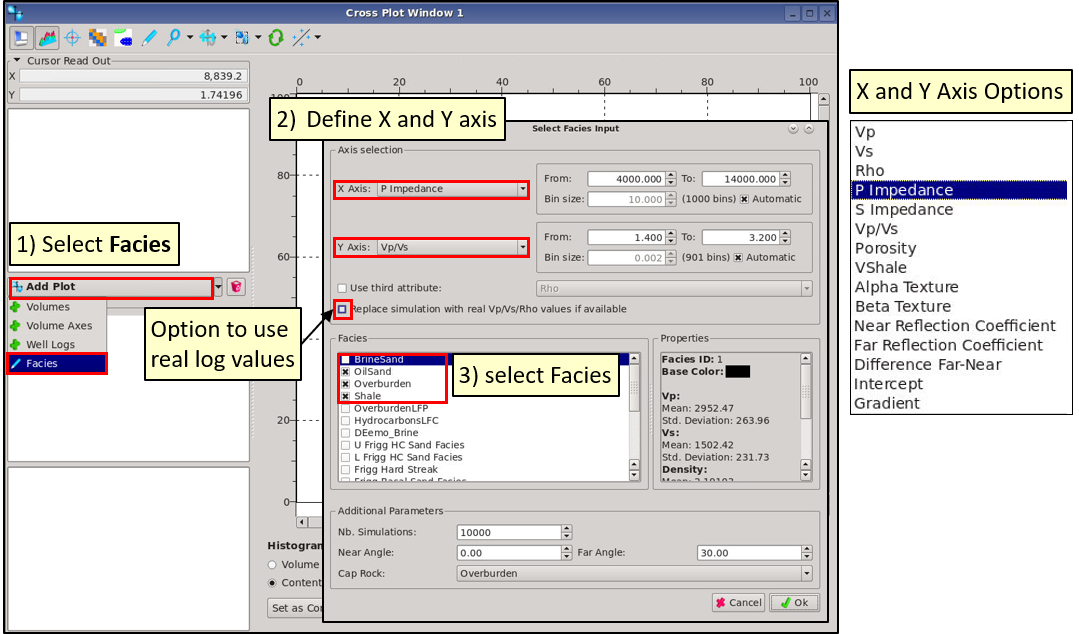 Cross Plot Window 1
Cursor Read Out
X 8,839.2
Y 1.74196
0 20 40 60 80 100
100
80
60
20
0
2) Define X and Y axis
Select Facies Input
Axis selection
X Axis: P Impedance
From: 4000.000 To: 14000.000
Bin size: 10.000 (1000 bins) Automatic
Y Axis: Vp/Vs
From: 1.400 To: 3.200
Bin size: 0.002 (901 bins) Automatic
Use third attribute: Rho
Replace simulation with real Vp/Vs/Rho values if available
1) Select Facies
Add Plot
Volumes
Volume Axes
Well Logs
Facies
Option to use
real log values
Facies
BrineSand
OilSand
Overburden
Shale
OverburdenLFP
HydrocarbonsLFC
DEemo_Brine
U Frigg HC Sand Facies
L Frigg HC Sand Facies
Frigg Hard Streak
Frigg Basal Sand Facies
3) select Facies
Properties
Facies ID: 1
Base Color:
Vp:
Mean: 2952.47
Std. Deviation: 263.96
Vs:
Mean: 1502.42
Std. Deviation: 231.73
Density:
Additional Parameters
Nb. Simulations: 10000
Near Angle: 0.00 Far Angle: 30.00
Cap Rock: Overburden
Cancel Ok
Histogram
Volume
Content
Set as Co
X and Y Axis Options
Vp
Vs
Rho
P Impedance
S Impedance
Vp/Vs
Porosity
VShale
Alpha Texture
Beta Texture
Near Reflection Coefficient
Far Reflection Coefficient
Difference Far-Near
Intercept
Gradient